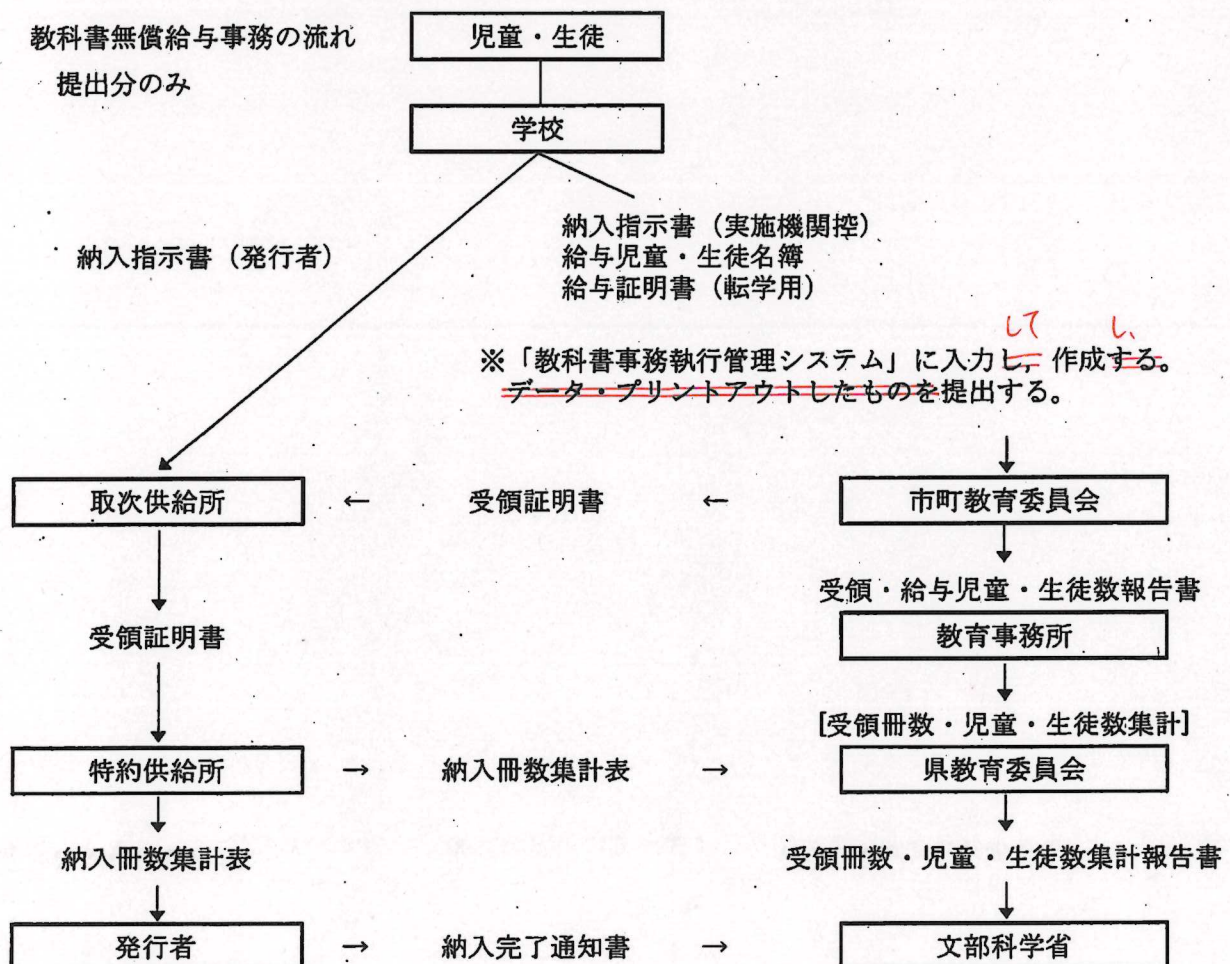 教科書無償給与事務の流れ
提出分のみ
児童・生徒
学校
納入指示書（発行者）
納入指示書（実施機関控）
給与児童・生徒名簿
給与証明書（転学用）
して し、
※「教科書事務執行管理システム」に入力し，作成する。
データ・プリントアウトしたものを提出する。
取次供給所 ← 受領証明書 ← 市町教育委員会
受領・給与児童・生徒数報告書
受領証明書
教育事務所
[受領冊数・児童・生徒数集計]
特約供給所 → 納入冊数集計表 → 県教育委員会
納入冊数集計表
受領冊数・児童・生徒数集計報告書
発行者 → 納入完了通知書 → 文部科学省